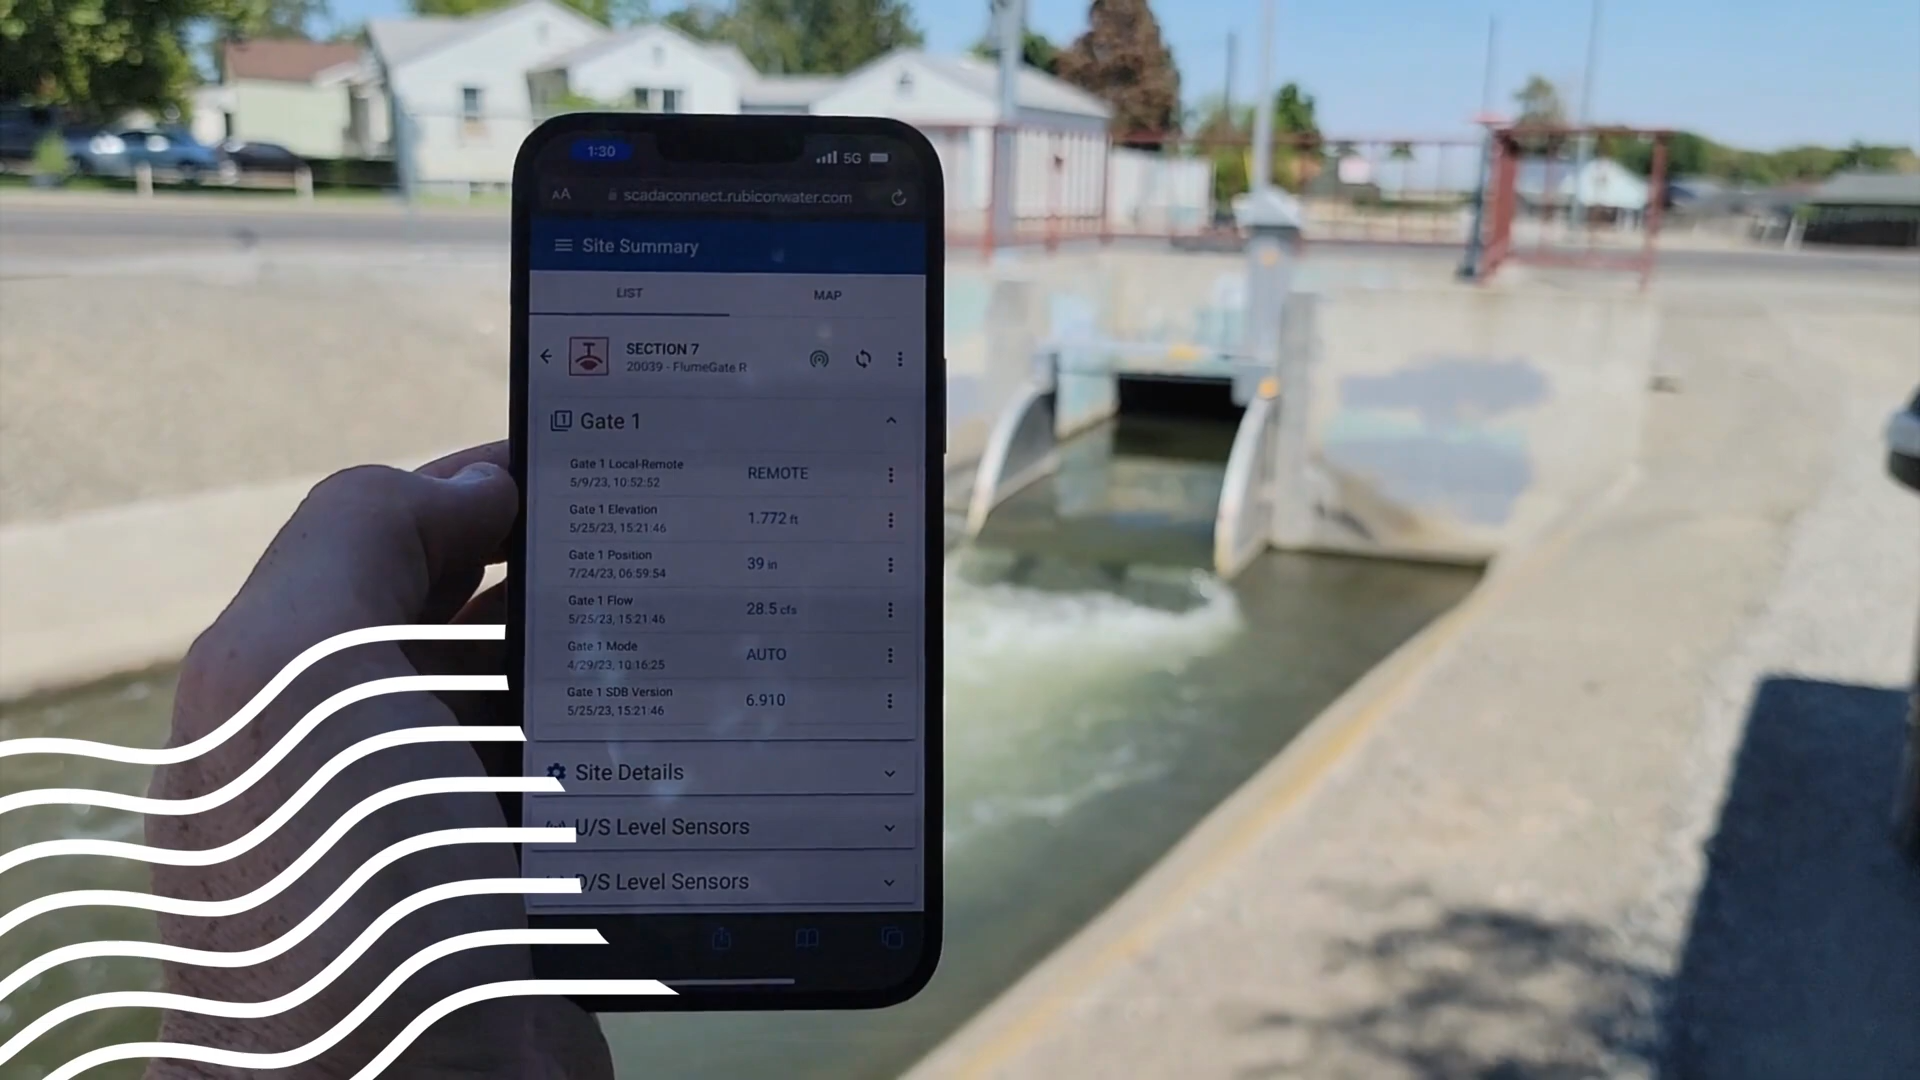 1:30
5G
AA
scadaconnect.rubiconwater.com
Site Summary
LIST
MAP
SECTION 7
20039 - FlumeGate R
1
Gate 1
Gate 1 Local-Remote
REMOTE
5/9/23, 10:52:52
Gate 1 Elevation
1.772 ft
5/25/23, 15:21:46
Gate 1 Position
39 in
7/24/23, 06:59:54
Gate 1 Flow
28.5 cfs
5/25/23, 15:21:46
Gate 1 Mode
AUTO
4/29/23, 10:16:25
Gate 1 SDB Version
6.910
5/25/23, 15:21:46
Site Details
U/S Level Sensors
D/S Level Sensors